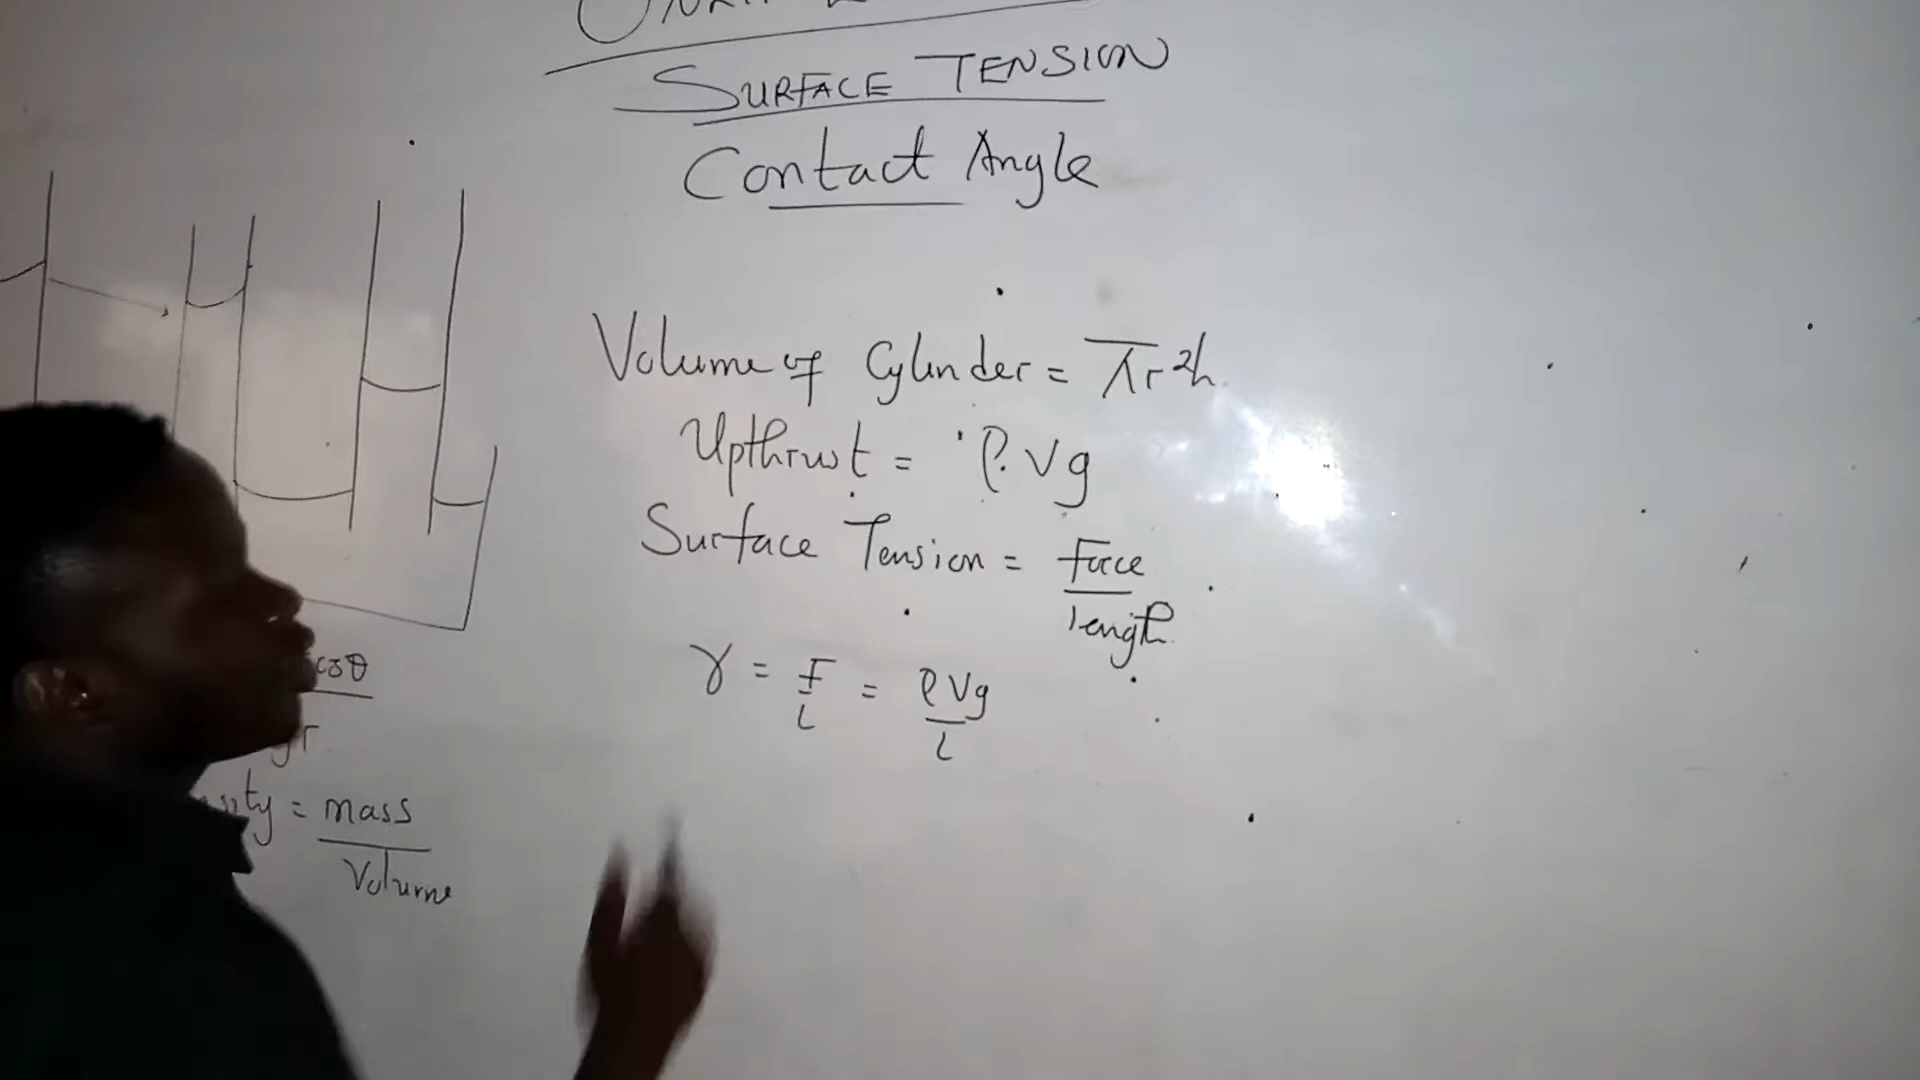 SURFACE TENSION
Contact Angle
Volume of Cylinder = πr²h
Upthrust = ρVg
Surface Tension = Force
length
γ = F/L = ρVg/L
cosθ
r
= mass
Volume